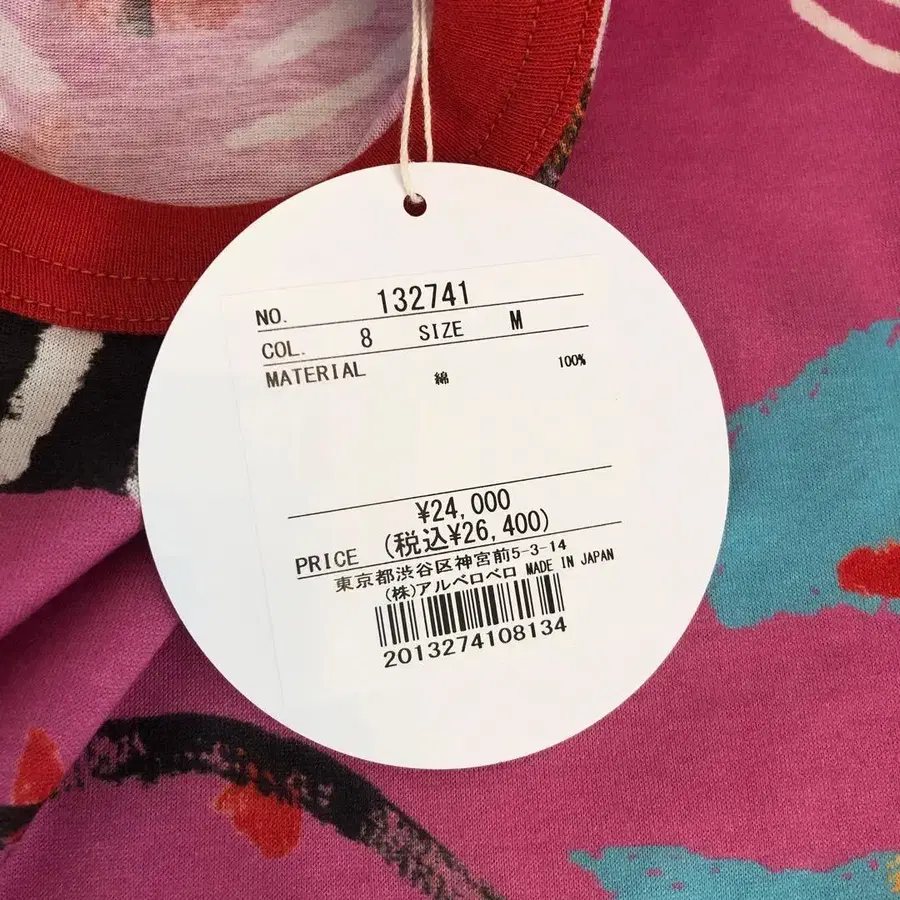 NO. 132741
COL. 8 SIZE M
MATERIAL 綿 100%
¥24,000
PRICE (税込¥26,400)
東京都渋谷区神宮前5-3-14
(株)アルベロベロ MADE IN JAPAN
2013274108134